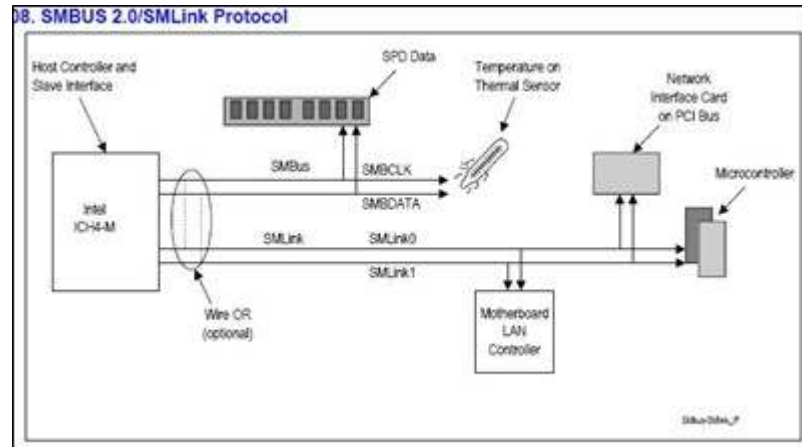 08. SMBUS 2.0/SMLink Protocol
Host Controller and
Slave Interface
SPD Data
Temperature on
Thermal Sensor
Network
Interface Card
on PCI Bus
Microcontroller
Intel
ICH4-M
SMBus
SMBCLK
SMBDATA
SMLink
SMLink0
SMLink1
Wire OR
(optional)
Motherboard
LAN
Controller